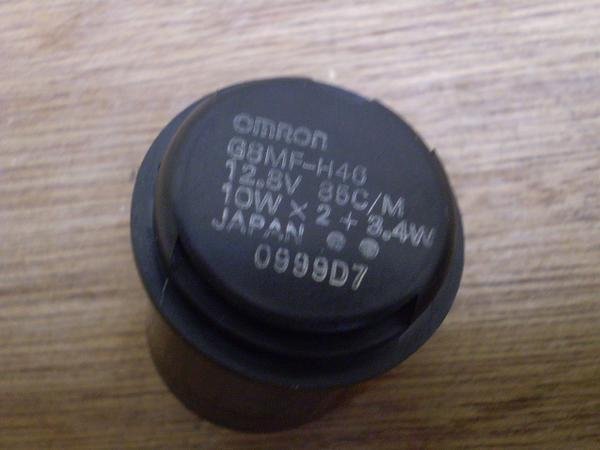 omron
G8MF-H46
12.8V 85C/M
10W x 2 + 3.4W
JAPAN
0999D7